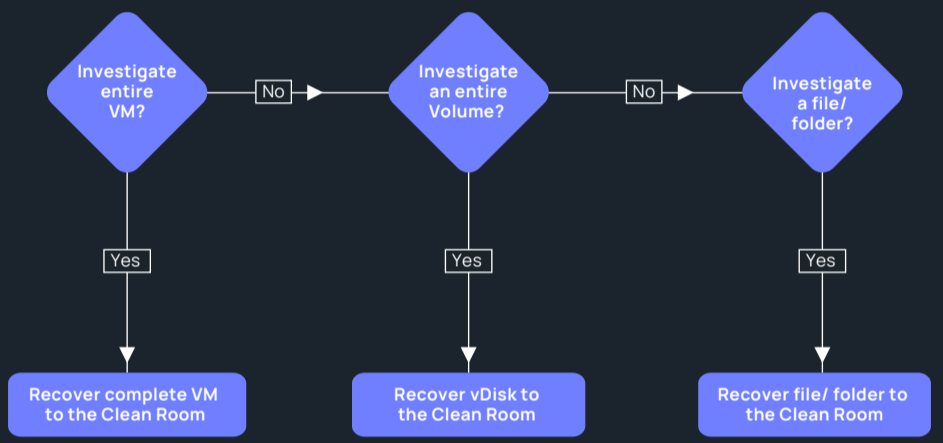 Investigate
entire
VM?
No
Investigate
an entire
Volume?
No
Investigate
a file/
folder?
Yes
Yes
Yes
Recover complete VM
to the Clean Room
Recover vDisk to
the Clean Room
Recover file/ folder to
the Clean Room